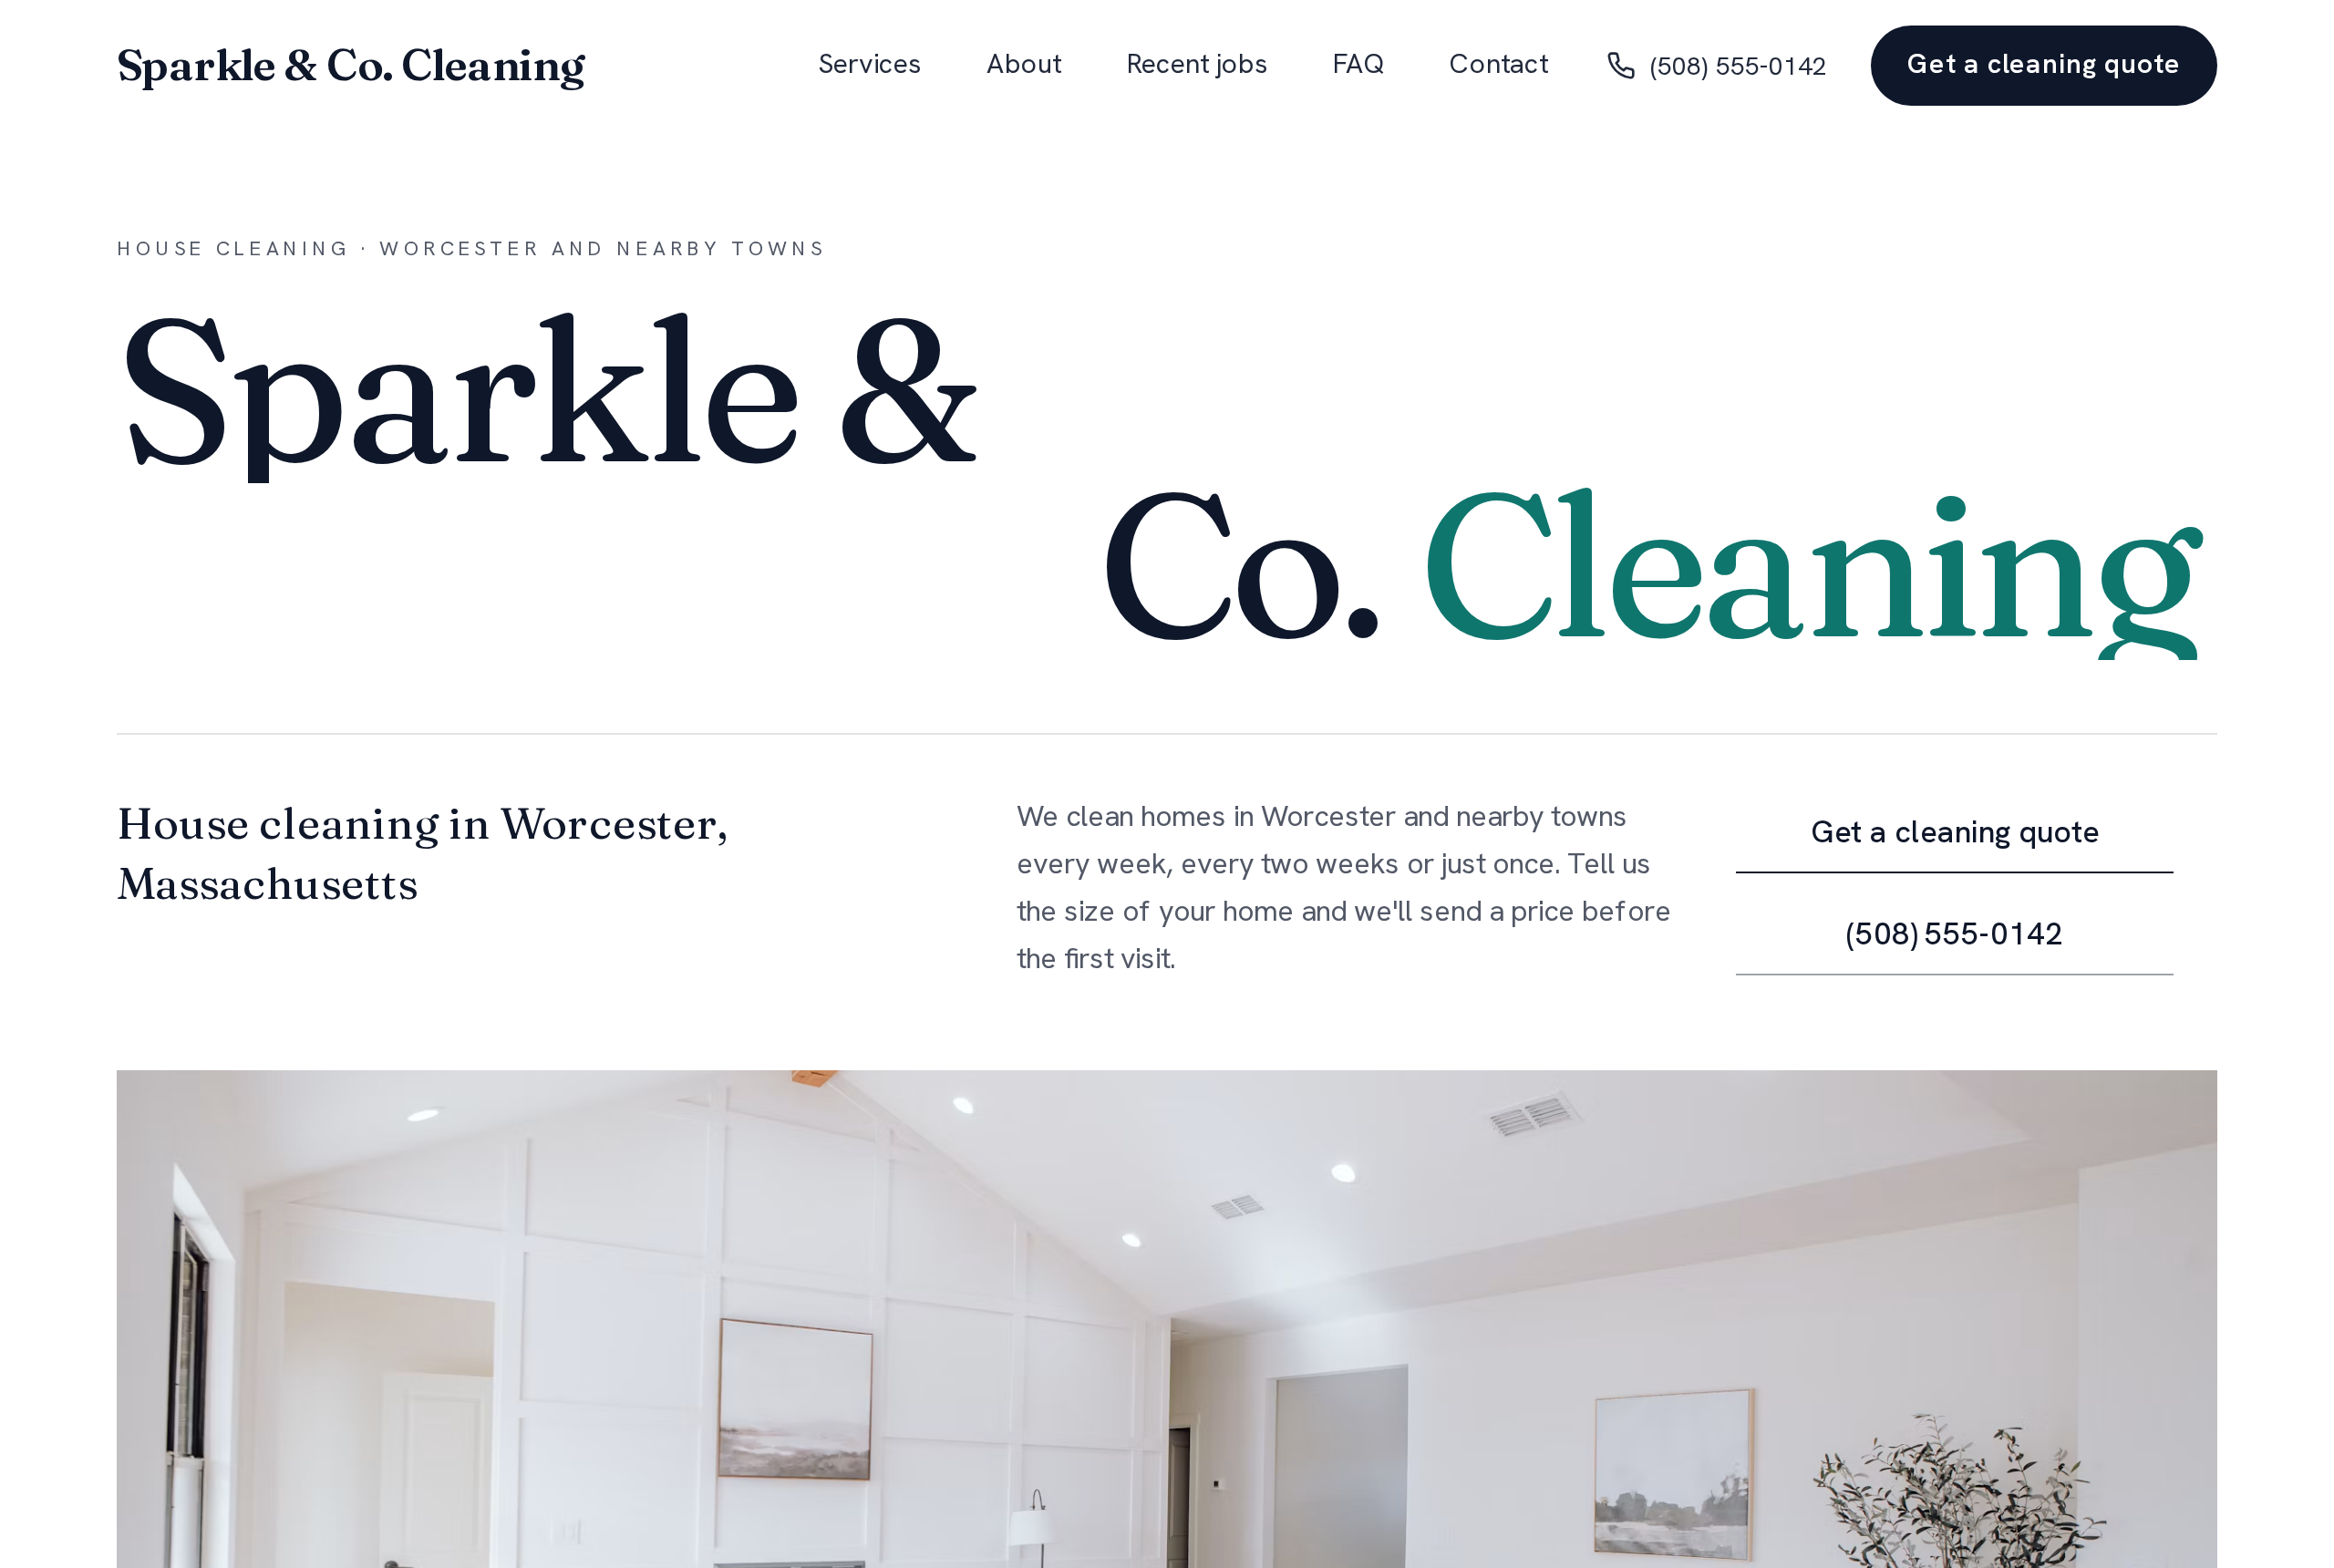 Sparkle & Co. Cleaning
Services
About
Recent jobs
FAQ
Contact
(508) 555-0142
Get a cleaning quote
HOUSE CLEANING · WORCESTER AND NEARBY TOWNS
Sparkle &
Co. Cleaning
House cleaning in Worcester,
Massachusetts
We clean homes in Worcester and nearby towns
every week, every two weeks or just once. Tell us
the size of your home and we'll send a price before
the first visit.
Get a cleaning quote
(508) 555-0142